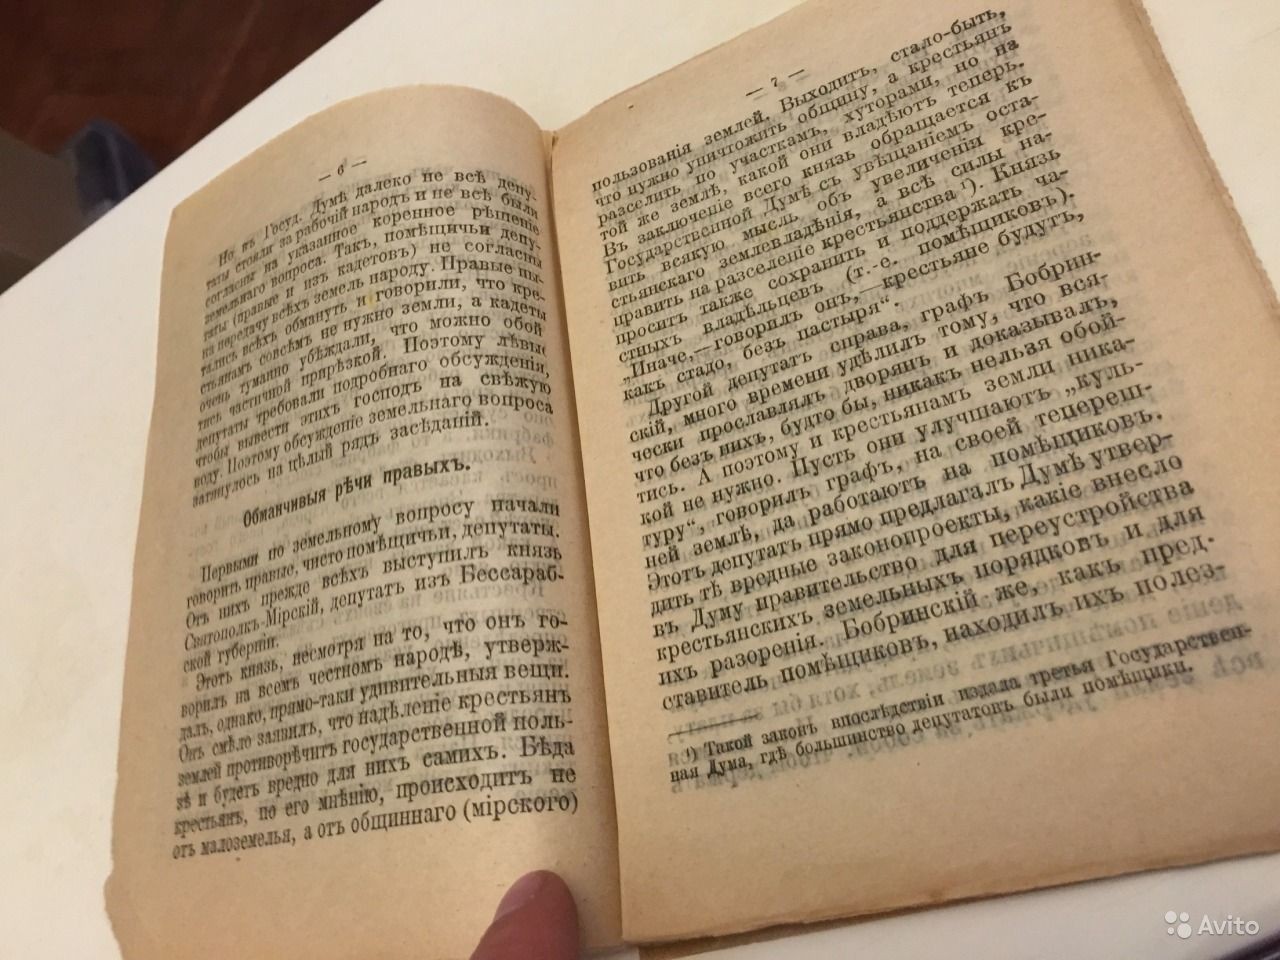 — 6 —
Но въ Госуд. Думѣ далеко не всѣ депу-
таты стояли за рабочій народъ и не всѣ были
согласны на указанное коренное рѣшеніе
земельнаго вопроса. Такъ, помѣщичьи депу-
таты (правые и изъ кадетовъ) не согласны
на передачу всѣхъ земель народу. Правые пы-
тались всѣхъ обмануть и говорили, что кре-
стьянамъ совсѣмъ не нужно земли, а кадеты
очень туманно убѣждали, что можно обой-
тись частичной прирѣзкой. Поэтому лѣвые
депутаты требовали подробнаго обсужденія,
чтобы вывести этихъ господъ на свѣжую
воду. Поэтому обсужденіе земельнаго вопроса
затянулось на цѣлый рядъ засѣданій.
Обманчивыя рѣчи правыхъ.
Первыми по земельному вопросу начали
говорить правые, чисто помѣщичьи, депутаты.
Отъ нихъ прежде всѣхъ выступилъ князь
Святополкъ-Мірскій, депутатъ изъ Бессараб-
ской губерніи.
Этотъ князь, несмотря на то, что онъ го-
ворилъ на всемъ честномъ народѣ, утверж-
далъ, однако, прямо-таки удивительныя вещи.
Онъ смѣло заявилъ, что надѣленіе крестьянъ
землей противорѣчитъ государственной поль-
зѣ и будетъ вредно для нихъ самихъ. Бѣда
крестьянъ, по его мнѣнію, происходитъ не
отъ малоземелья, а отъ общиннаго (мірского)
— 7 —
пользованія землей. Выходитъ, стало-быть,
что нужно уничтожить общину, а крестьянъ
разселить по участкамъ, хуторами, но на
той же землѣ, какой они владѣютъ теперь.
Въ заключеніе всего князь обращается къ
Государственной Думѣ съ увѣщаніемъ оста-
вить всякую мысль объ увеличеніи кре-
стьянскаго землевладѣнія, а всѣ силы на-
править на разселеніе крестьянства ¹). Князь
проситъ также сохранить и поддержать ча-
стныхъ владѣльцевъ (т.-е. помѣщиковъ).
„Иначе,—говорилъ онъ,—крестьяне будутъ,
какъ стадо, безъ пастыря“.
Другой депутатъ справа, графъ Бобрин-
скій, много времени удѣлилъ тому, что вся-
чески прославлялъ дворянъ и доказывалъ,
что безъ нихъ, будто бы, никакъ нельзя обой-
тись. А поэтому и крестьянамъ земли ника-
кой не нужно. Пусть они улучшаютъ „куль-
туру“, говорилъ графъ, на своей тепереш-
ней землѣ, да работаютъ на помѣщиковъ.
Этотъ депутатъ прямо предлагалъ Думѣ утвер-
дить тѣ вредные законопроекты, какіе внесло
въ Думу правительство для переустройства
крестьянскихъ земельныхъ порядковъ и для
ихъ разоренія. Бобринскій же, какъ пред-
ставитель помѣщиковъ, находилъ ихъ полез-
¹) Такой законъ впослѣдствіи издала третья Государствен-
ная Дума, гдѣ большинство депутатовъ были помѣщики.
Avito